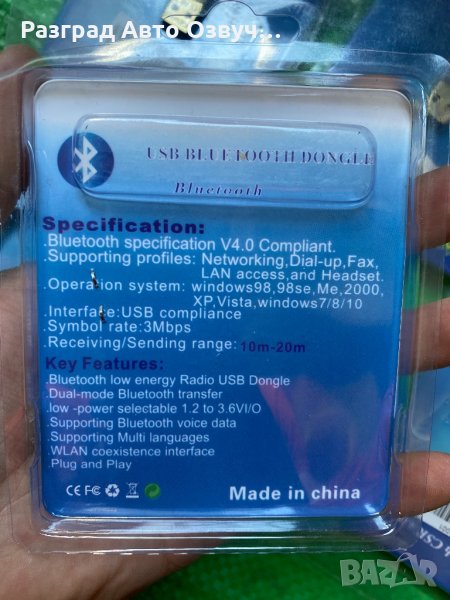 Разград Авто Озвуч...
USB BLUETOOTH DONGLE
Bluetooth
Specification:
.Bluetooth specification V4.0 Compliant.
.Supporting profiles: Networking,Dial-up,Fax,
LAN access,and Headset.
.Operation system: windows98,98se,Me,2000,
XP,Vista,windows7/8/10
.Interface:USB compliance
.Symbol rate:3Mbps
.Receiving/Sending range: 10m-20m
Key Features:
.Bluetooth low energy Radio USB Dongle
.Dual-mode Bluetooth transfer
.low -power selectable 1.2 to 3.6VI/O
.Supporting Bluetooth voice data
.Supporting Multi languages
.WLAN coexistence interface
.Plug and Play
CE FC
Made in china
BAZAR